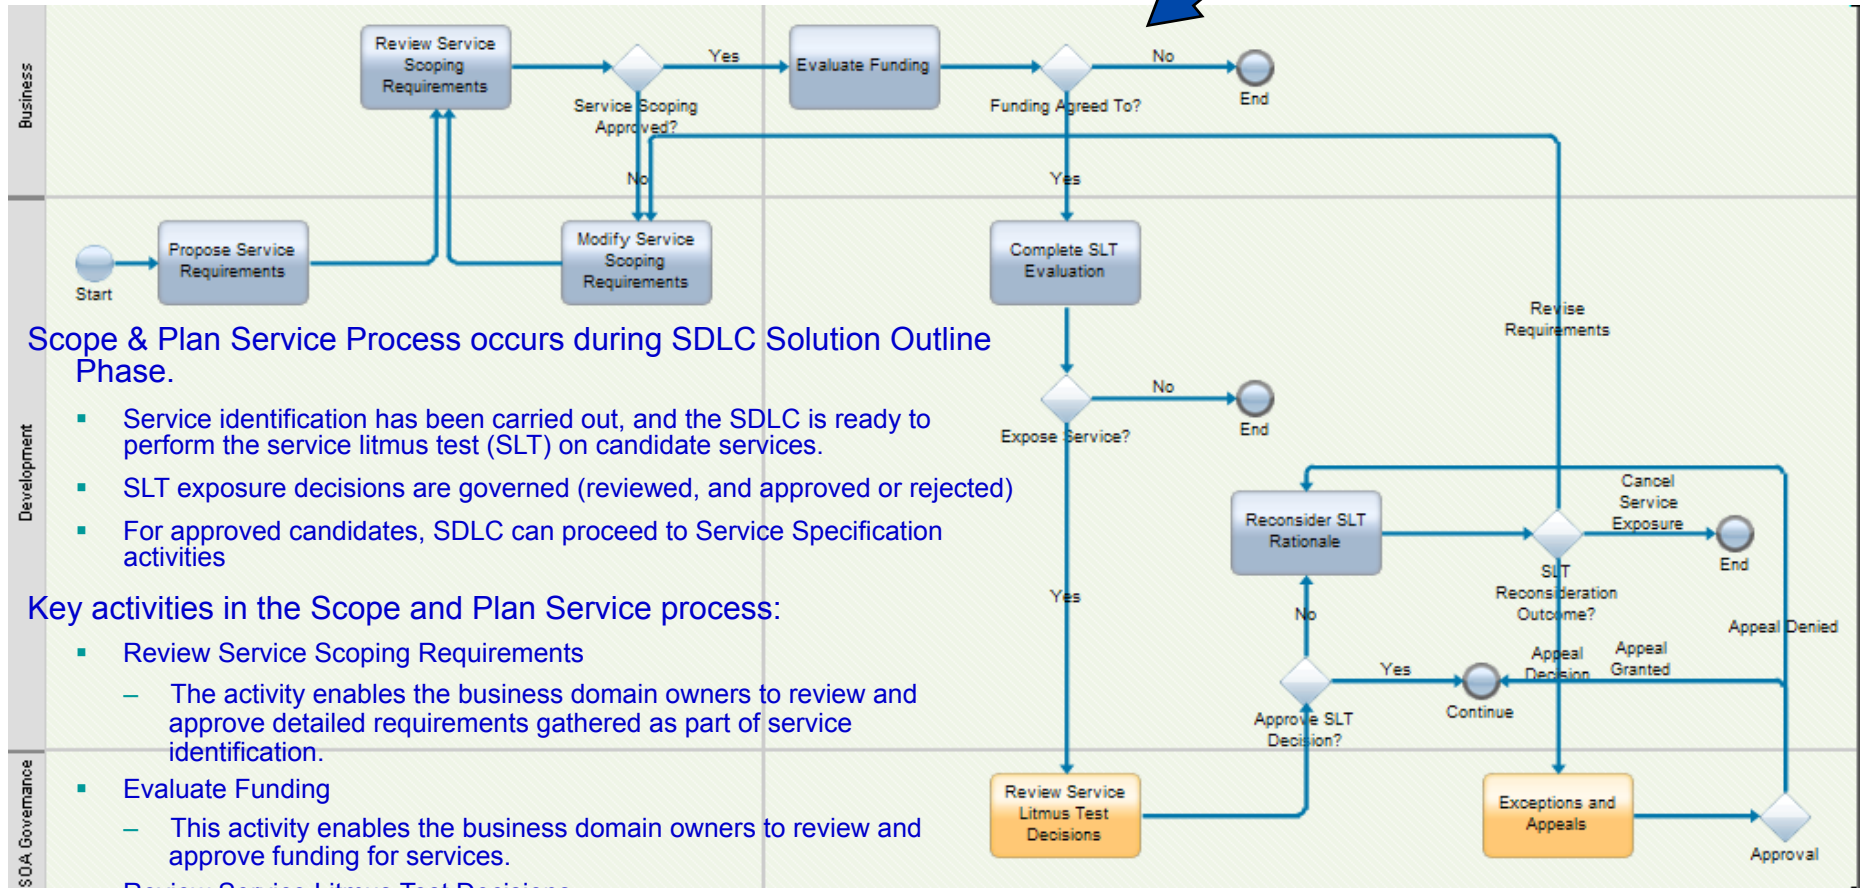 Business
Review Service
Scoping
Requirements
Service Scoping
Approved?
Yes
No
Evaluate Funding
Funding Agreed To?
No
End
Yes
Development
Start
Propose Service
Requirements
Modify Service
Scoping
Requirements
Complete SLT
Evaluation
Revise
Requirements
Scope & Plan Service Process occurs during SDLC Solution Outline
Phase.
▪ Service identification has been carried out, and the SDLC is ready to
perform the service litmus test (SLT) on candidate services.
▪ SLT exposure decisions are governed (reviewed, and approved or rejected)
▪ For approved candidates, SDLC can proceed to Service Specification
activities
Key activities in the Scope and Plan Service process:
▪ Review Service Scoping Requirements
– The activity enables the business domain owners to review and
approve detailed requirements gathered as part of service
identification.
▪ Evaluate Funding
– This activity enables the business domain owners to review and
approve funding for services.
Review Service Litmus Test Decisions
Expose Service?
No
End
Yes
Reconsider SLT
Rationale
Cancel
Service
Exposure
End
SLT
Reconsideration
Outcome?
No
Approve SLT
Decision?
Yes
Continue
Appeal
Decision
Appeal
Granted
Appeal Denied
SOA Governance
Review Service
Litmus Test
Decisions
Exceptions and
Appeals
Approval